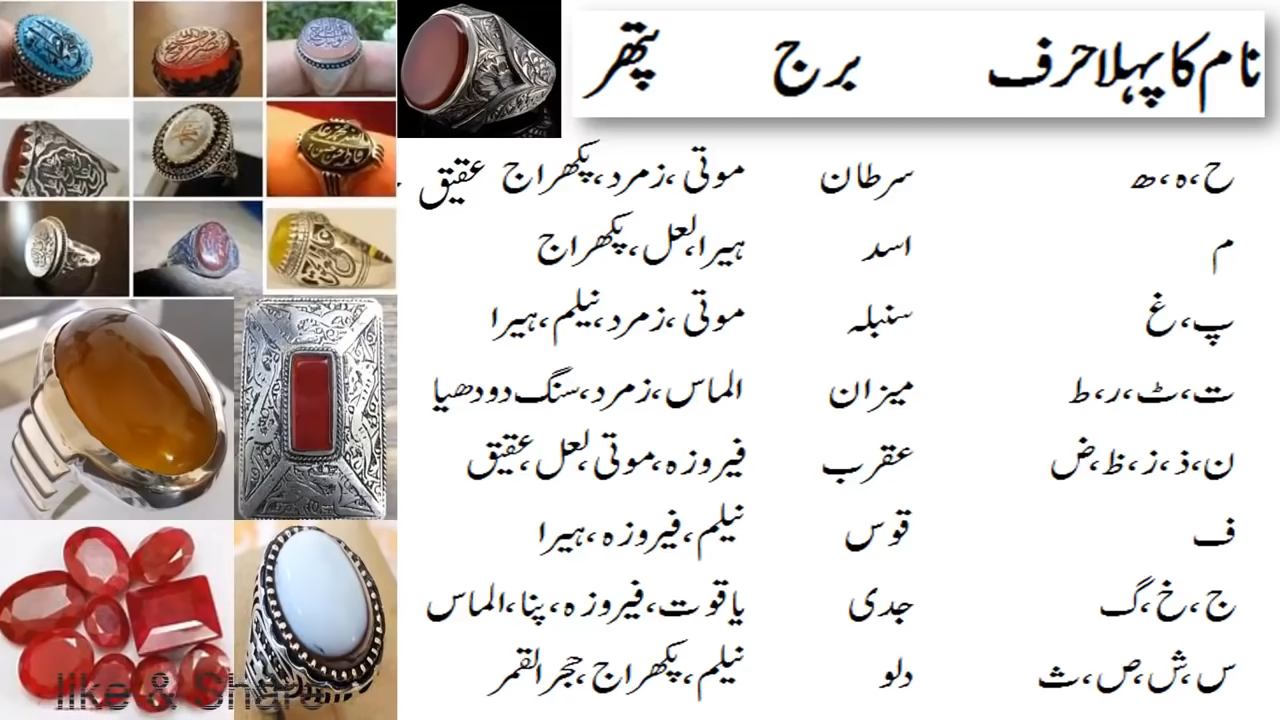 نام کا پہلا حرف برج پتھر
ح،ہ،ھ سرطان موتی،زمرد،پکھراج عقیق
م اسد ہیرا،لعل،پکھراج
پ،غ سنبلہ موتی،زمرد،نیلم،ہیرا
ت،ٹ،ر،ط میزان الماس،زمرد،سنگ دودھیا
ن،ذ،ز،ظ،ض عقرب فیروزہ،موتی،لعل،عقیق
ف قوس نیلم،فیروزہ،ہیرا
ج،خ،گ جدی یاقوت،فیروزہ،پنا،الماس
س،ش،ص،ث دلو نیلم،پکھراج،حجرالقمر
like & Share